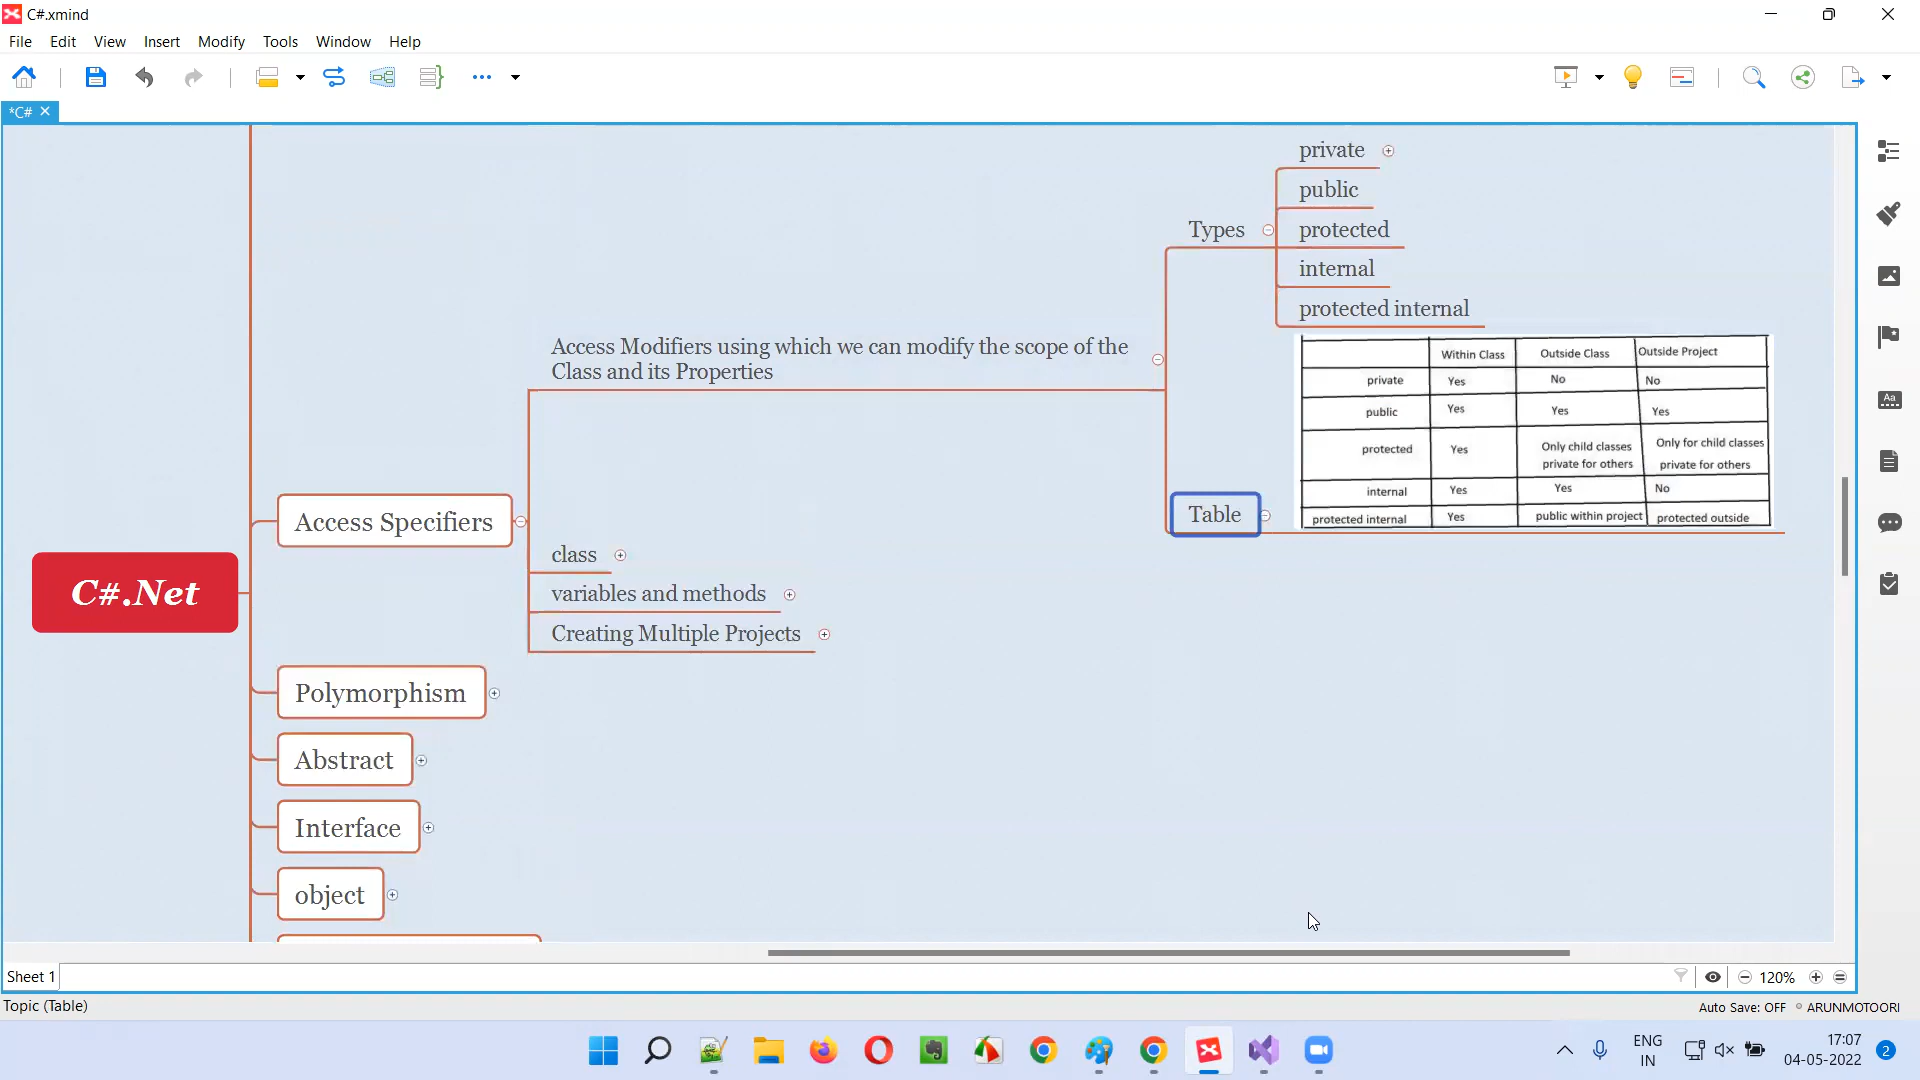 C#.xmind
File Edit View Insert Modify Tools Window Help
*C#
private
public
Types
protected
internal
protected internal
Access Modifiers using which we can modify the scope of the
Class and its Properties
Within Class Outside Class Outside Project
private Yes No No
public Yes Yes Yes
protected Yes Only child classes Only for child classes
private for others private for others
internal Yes Yes No
protected internal Yes public within project protected outside
Table
Access Specifiers
class
variables and methods
Creating Multiple Projects
C#.Net
Polymorphism
Abstract
Interface
object
Aa
Sheet 1
120%
Topic (Table)
Auto Save: OFF ARUNMOTOORI
ENG
IN
17:07
04-05-2022
2